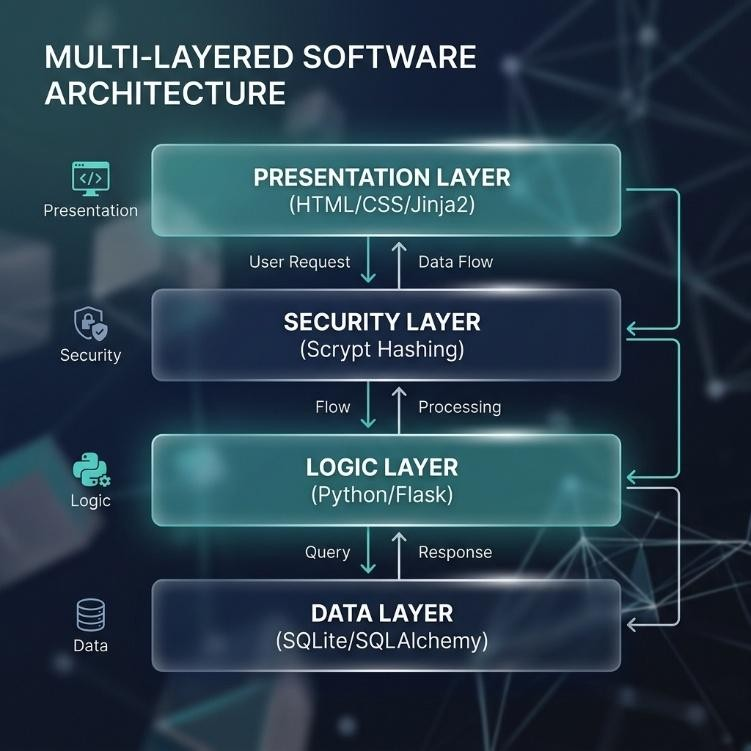 MULTI-LAYERED SOFTWARE
ARCHITECTURE
</>
Presentation
PRESENTATION LAYER
(HTML/CSS/Jinja2)
User Request
Data Flow
Security
SECURITY LAYER
(Scrypt Hashing)
Flow
Processing
Logic
LOGIC LAYER
(Python/Flask)
Query
Response
Data
DATA LAYER
(SQLite/SQLAlchemy)